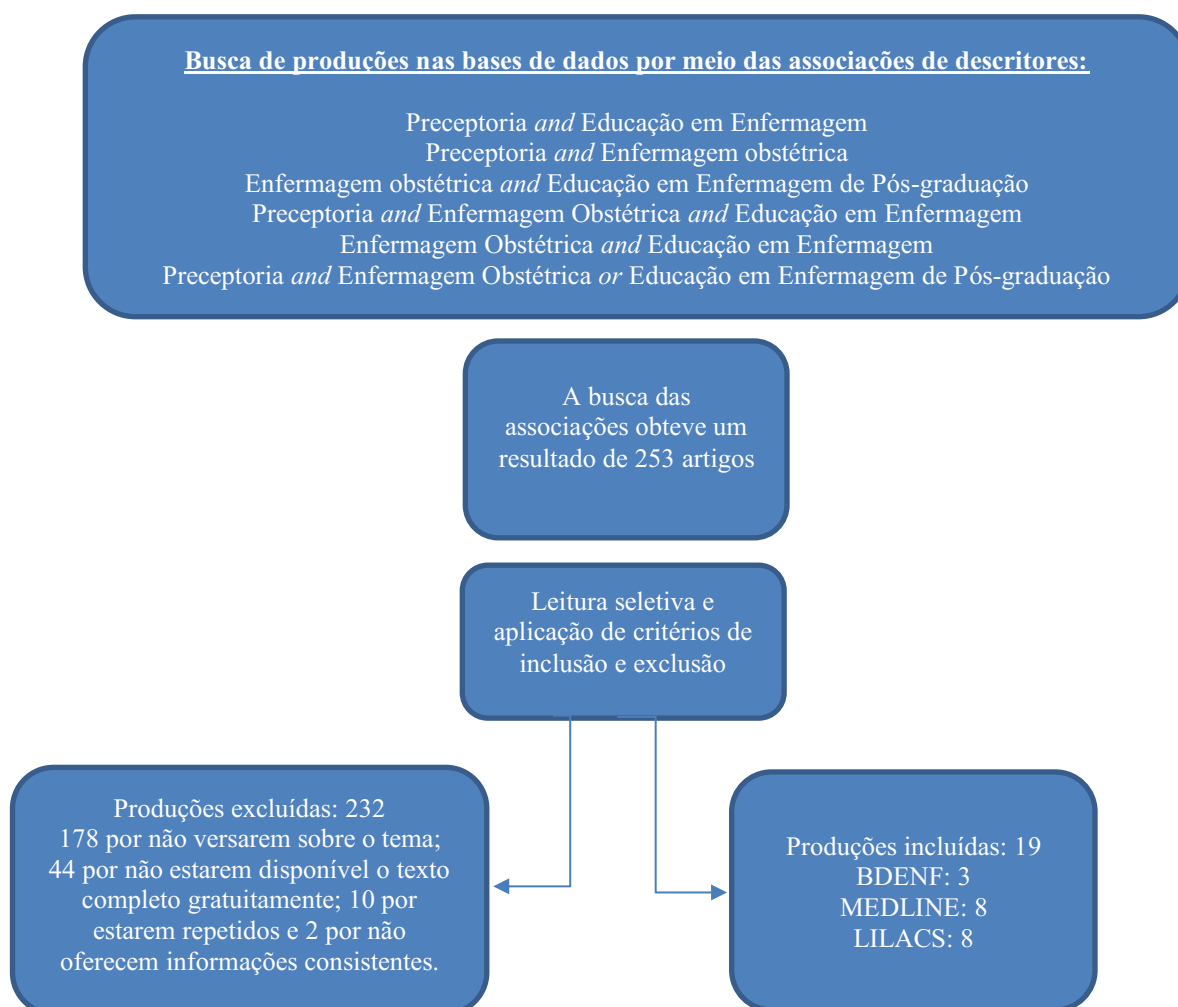 Busca de produções nas bases de dados por meio das associações de descritores:
Preceptoria and Educação em Enfermagem
Preceptoria and Enfermagem obstétrica
Enfermagem obstétrica and Educação em Enfermagem de Pós-graduação
Preceptoria and Enfermagem Obstétrica and Educação em Enfermagem
Enfermagem Obstétrica and Educação em Enfermagem
Preceptoria and Enfermagem Obstétrica or Educação em Enfermagem de Pós-graduação
A busca das
associações obteve um
resultado de 253 artigos
Leitura seletiva e
aplicação de critérios de
inclusão e exclusão
Produções excluídas: 232
178 por não versarem sobre o tema;
44 por não estarem disponível o texto
completo gratuitamente; 10 por
estarem repetidos e 2 por não
oferecem informações consistentes.
Produções incluídas: 19
BDENF: 3
MEDLINE: 8
LILACS: 8